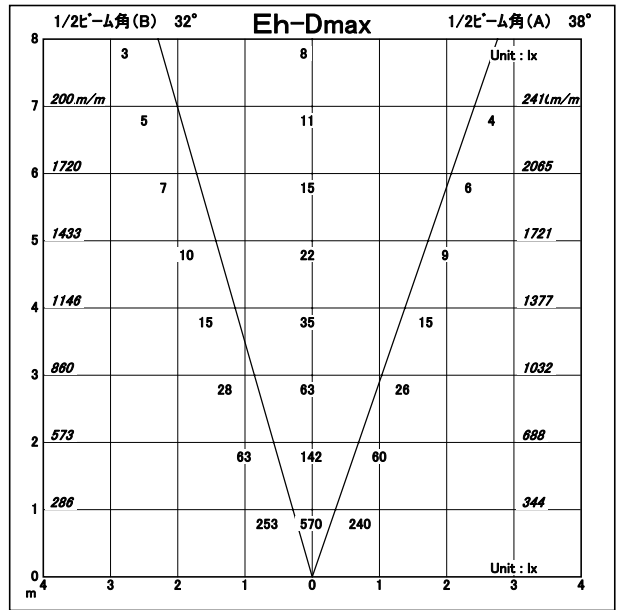 1/2ﾋﾞｰﾑ角(B) 32° Eh-Dmax 1/2ﾋﾞｰﾑ角(A) 38°
8 3 8 Unit : lx
7 200 m/m 241 m/m
5 11 4
6 1720 2065
7 15 6
5 1433 1721
10 22 9
4 1146 1377
15 35 15
3 860 1032
28 63 26
2 573 688
63 142 60
1 286 344
253 570 240
0 Unit : lx
4 3 2 1 0 1 2 3 4
m